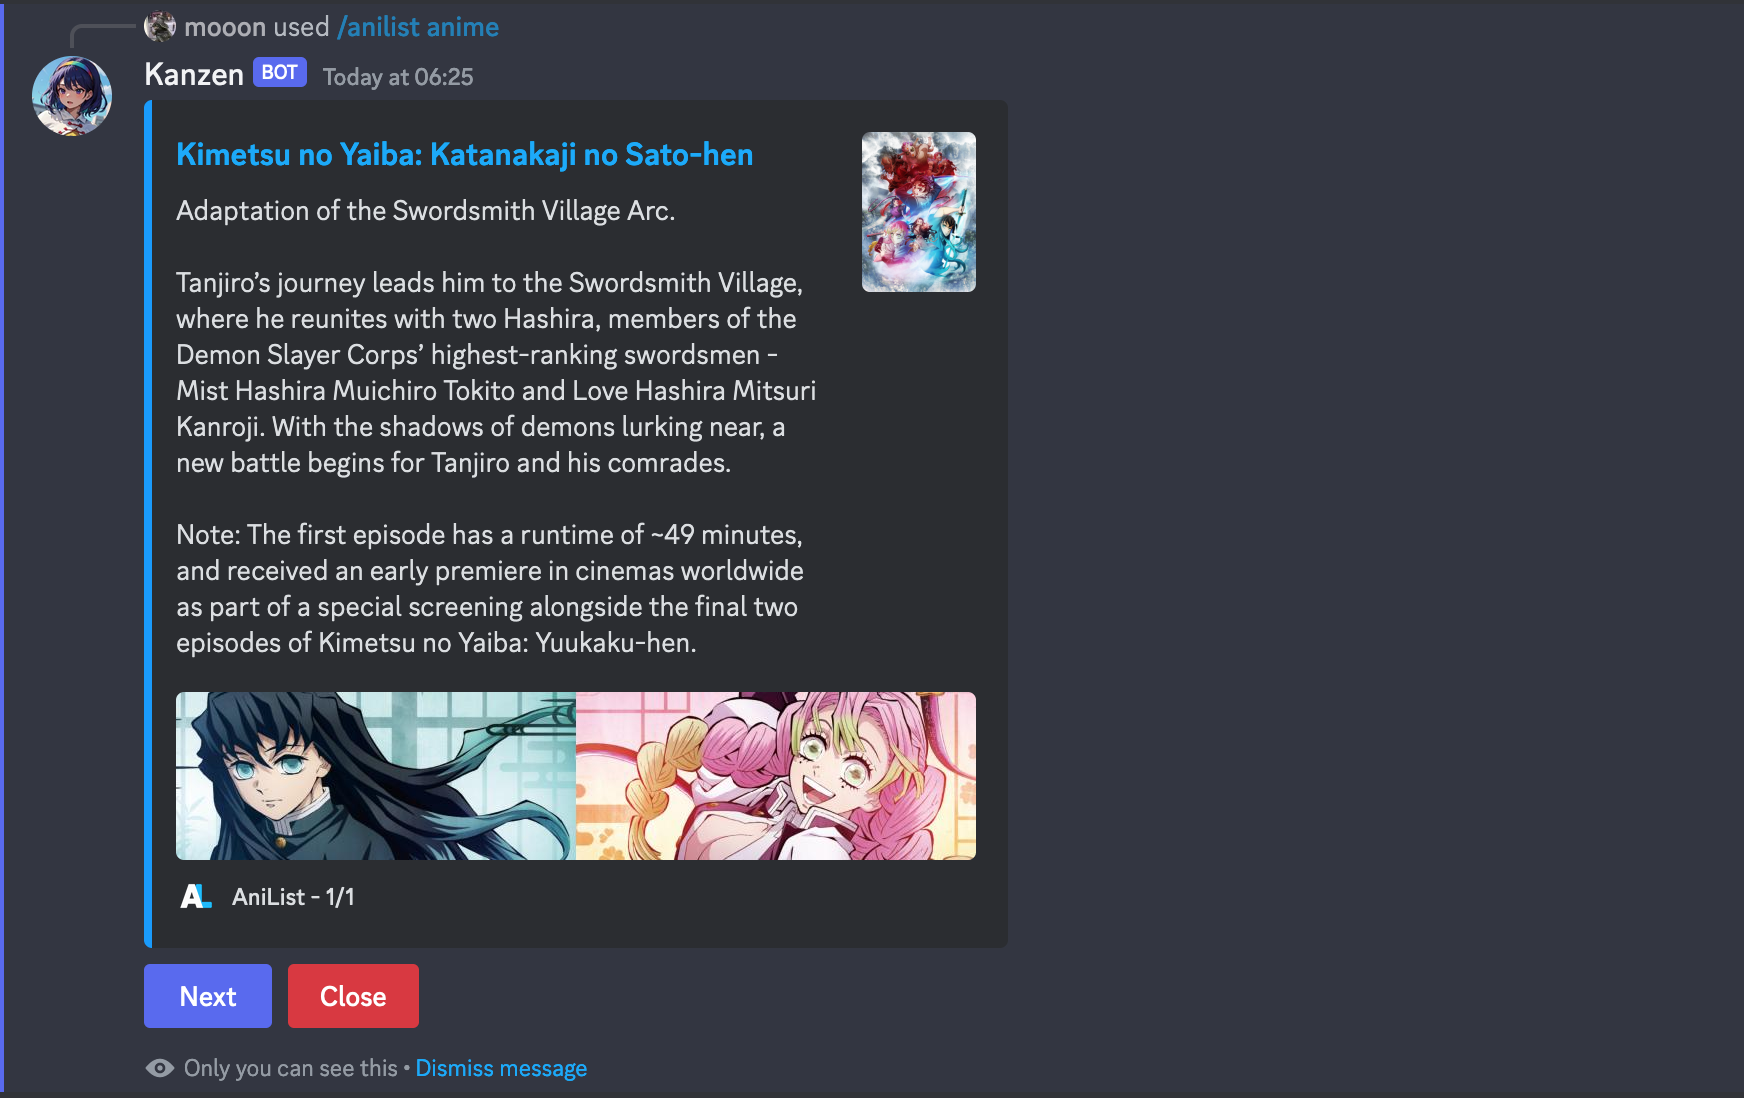 mooon used /anilist anime
Kanzen BOT Today at 06:25
Kimetsu no Yaiba: Katanakaji no Sato-hen
Adaptation of the Swordsmith Village Arc.
Tanjiro’s journey leads him to the Swordsmith Village,
where he reunites with two Hashira, members of the
Demon Slayer Corps’ highest-ranking swordsmen -
Mist Hashira Muichiro Tokito and Love Hashira Mitsuri
Kanroji. With the shadows of demons lurking near, a
new battle begins for Tanjiro and his comrades.
Note: The first episode has a runtime of ~49 minutes,
and received an early premiere in cinemas worldwide
as part of a special screening alongside the final two
episodes of Kimetsu no Yaiba: Yuukaku-hen.
AL AniList - 1/1
Next Close
Only you can see this • Dismiss message